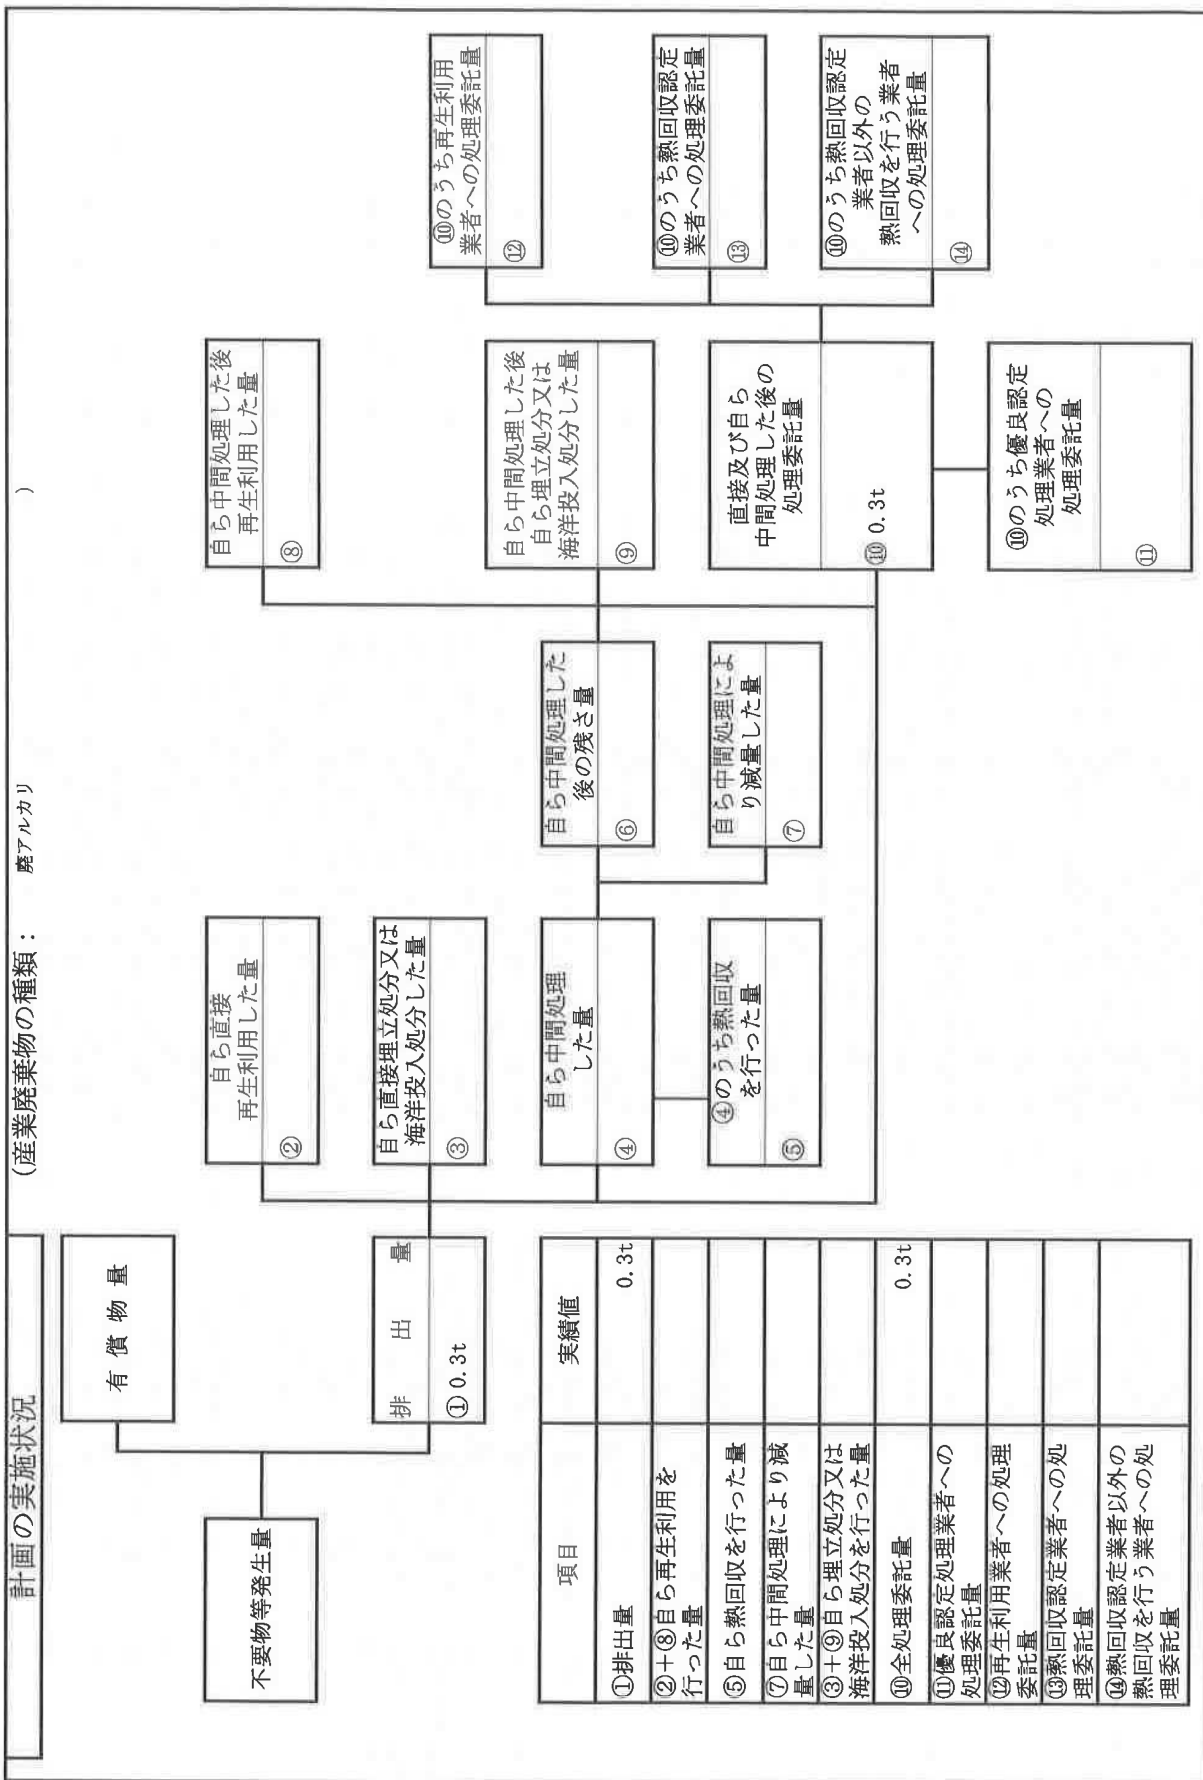 計画の実施状況
(産業廃棄物の種類： 廃アルカリ )
不要物等発生量
有償物量
排出量
①0.3t
自ら直接
再生利用した量
②
自ら直接埋立処分又は
海洋投入処分した量
③
自ら中間処理
した量
④
④のうち熱回収
を行った量
⑤
自ら中間処理した
後の残さ量
⑥
自ら中間処理によ
り減量した量
⑦
自ら中間処理した後
再生利用した量
⑧
自ら中間処理した後
自ら埋立処分又は
海洋投入処分した量
⑨
直接及び自ら
中間処理した後の
処理委託量
⑩0.3t
⑩のうち優良認定
処理業者への
処理委託量
⑪
⑩のうち再生利用
業者への処理委託量
⑫
⑩のうち熱回収認定
業者への処理委託量
⑬
⑩のうち熱回収認定
業者以外の
熱回収を行う業者
への処理委託量
⑭
項目 実績値
①排出量 0.3t
②＋⑧自ら再生利用を
行った量
⑤自ら熱回収を行った量
⑦自ら中間処理により減
量した量
③＋⑨自ら埋立処分又は
海洋投入処分を行った量
⑩全処理委託量 0.3t
⑪優良認定処理業者への
処理委託量
⑫再生利用業者への処理
委託量
⑬熱回収認定業者への処
理委託量
⑭熱回収認定業者以外の
熱回収を行う業者への処
理委託量